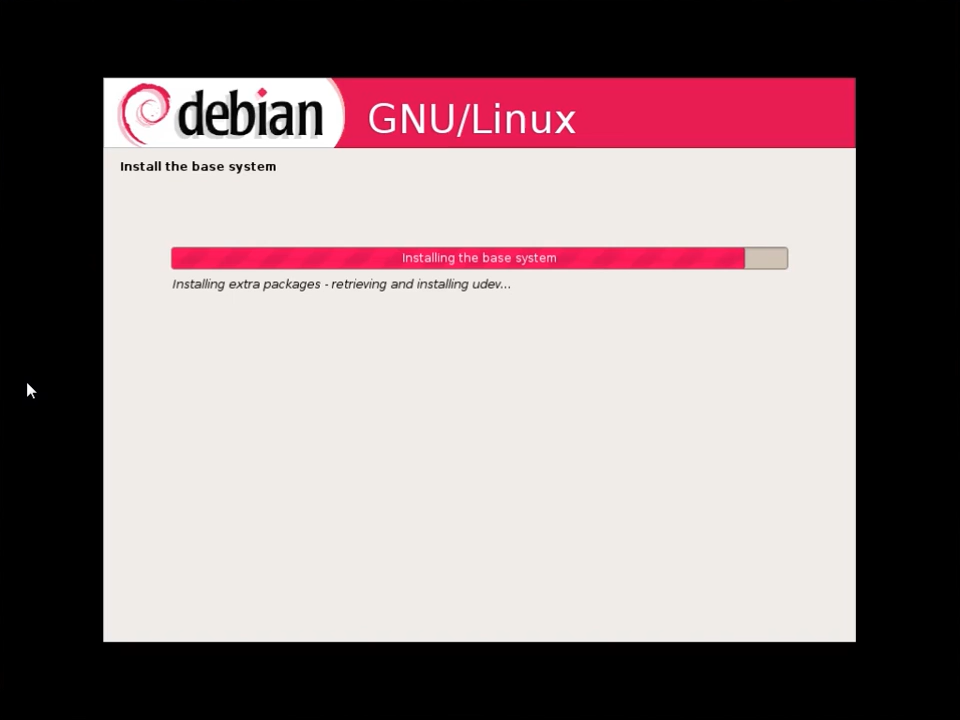 debian GNU/Linux
Install the base system
Installing the base system
Installing extra packages - retrieving and installing udev...